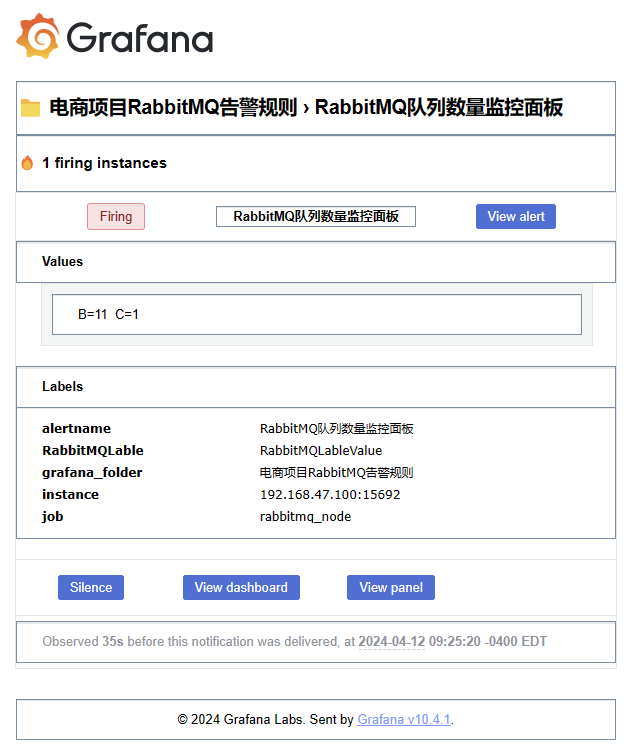 Grafana
电商项目RabbitMQ告警规则 › RabbitMQ队列数量监控面板
1 firing instances
Firing RabbitMQ队列数量监控面板 View alert
Values
B=11 C=1
Labels
alertname RabbitMQ队列数量监控面板
RabbitMQLable RabbitMQLableValue
grafana_folder 电商项目RabbitMQ告警规则
instance 192.168.47.100:15692
job rabbitmq_node
Silence View dashboard View panel
Observed 35s before this notification was delivered, at 2024-04-12 09:25:20 -0400 EDT
© 2024 Grafana Labs. Sent by Grafana v10.4.1.